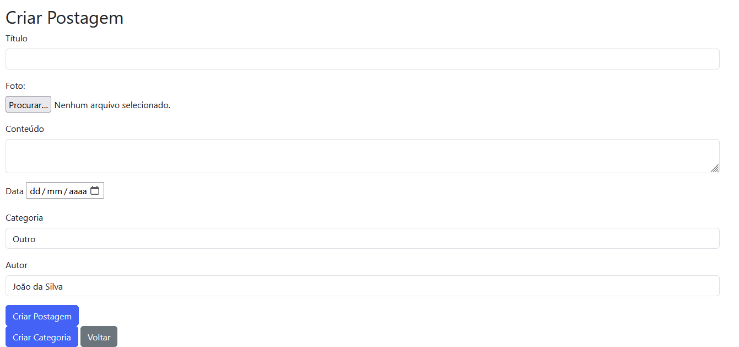 Criar Postagem
Título
Foto:
Procurar... Nenhum arquivo selecionado.
Conteúdo
Data dd/mm/aaaa
Categoria
Outro
Autor
João da Silva
Criar Postagem
Criar Categoria Voltar